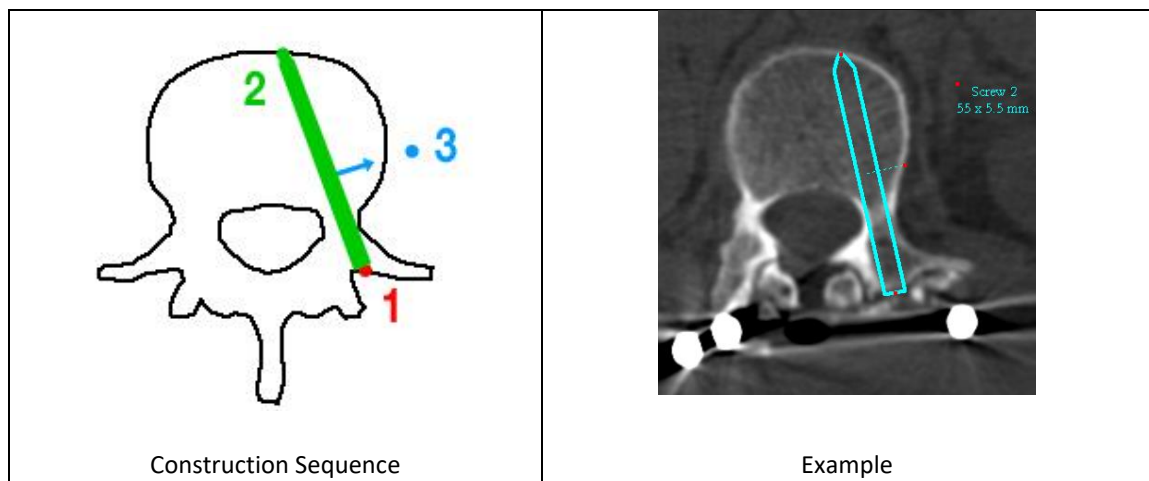 2
3
1
Construction Sequence
Screw 2
55 x 5.5 mm
Example